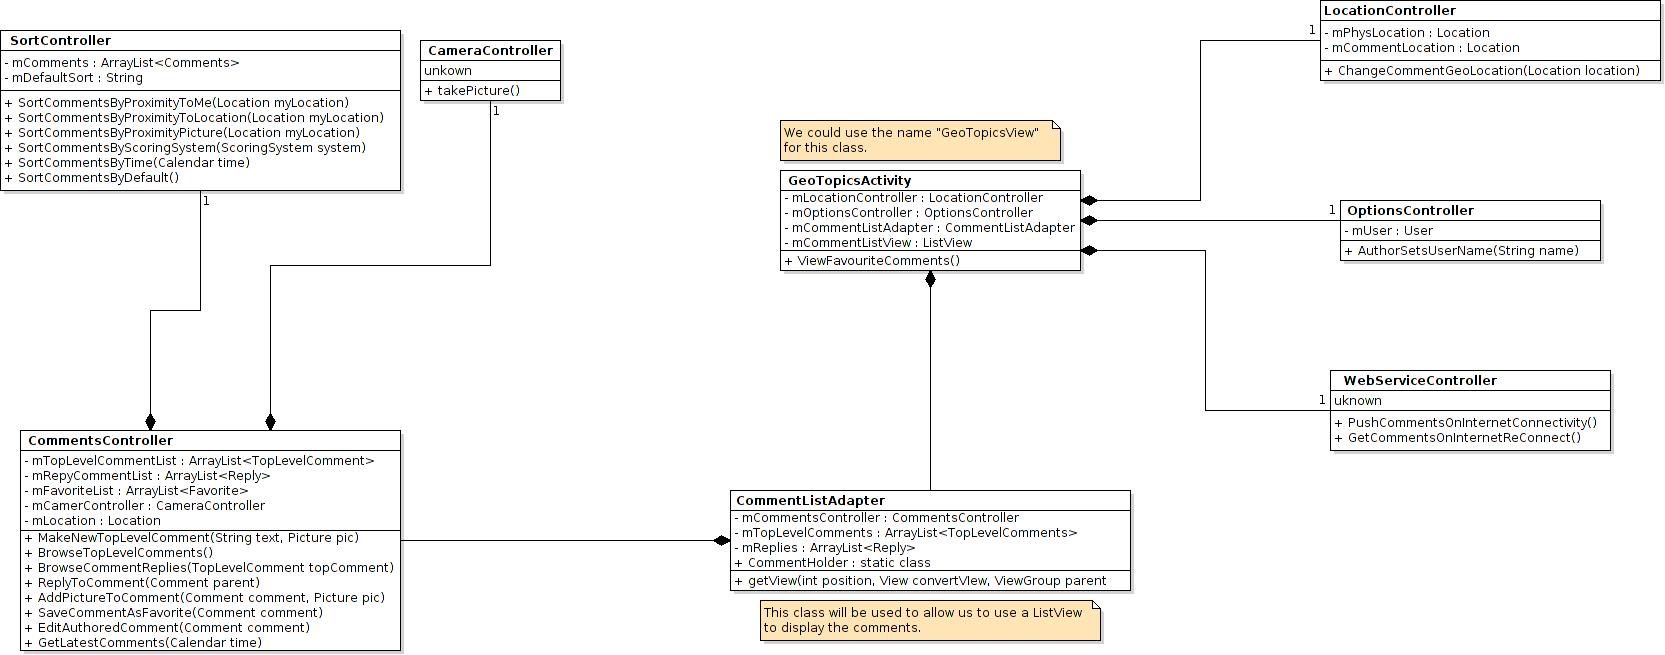 SortController
- mComments : ArrayList<Comments>
- mDefaultSort : String
+ SortCommentsByProximityToMe(Location myLocation)
+ SortCommentsByProximityToLocation(Location myLocation)
+ SortCommentsByProximityPicture(Location myLocation)
+ SortCommentsByScoringSystem(ScoringSystem system)
+ SortCommentsByTime(Calendar time)
+ SortCommentsByDefault()
1
CameraController
unkown
+ takePicture()
1
We could use the name "GeoTopicsView"
for this class.
GeoTopicsActivity
- mLocationController : LocationController
- mOptionsController : OptionsController
- mCommentListAdapter : CommentListAdapter
- mCommentListView : ListView
+ ViewFavouriteComments()
1
LocationController
- mPhysLocation : Location
- mCommentLocation : Location
+ ChangeCommentGeoLocation(Location location)
1
OptionsController
- mUser : User
+ AuthorSetsUserName(String name)
1
WebServiceController
uknown
+ PushCommentsOnInternetConnectivity()
+ GetCommentsOnInternetReConnect()
CommentsController
- mTopLevelCommentList : ArrayList<TopLevelComment>
- mRepyCommentList : ArrayList<Reply>
- mFavoriteList : ArrayList<Favorite>
- mCamerController : CameraController
- mLocation : Location
+ MakeNewTopLevelComment(String text, Picture pic)
+ BrowseTopLevelComments()
+ BrowseCommentReplies(TopLevelComment topComment)
+ ReplyToComment(Comment parent)
+ AddPictureToComment(Comment comment, Picture pic)
+ SaveCommentAsFavorite(Comment comment)
+ EditAuthoredComment(Comment comment)
+ GetLatestComments(Calendar time)
CommentListAdapter
- mCommentsController : CommentsController
- mTopLevelComments : ArrayList<TopLevelComments>
- mReplies : ArrayList<Reply>
+ CommentHolder : static class
+ getView(int position, View convertVIew, ViewGroup parent
This class will be used to allow us to use a ListView
to display the comments.